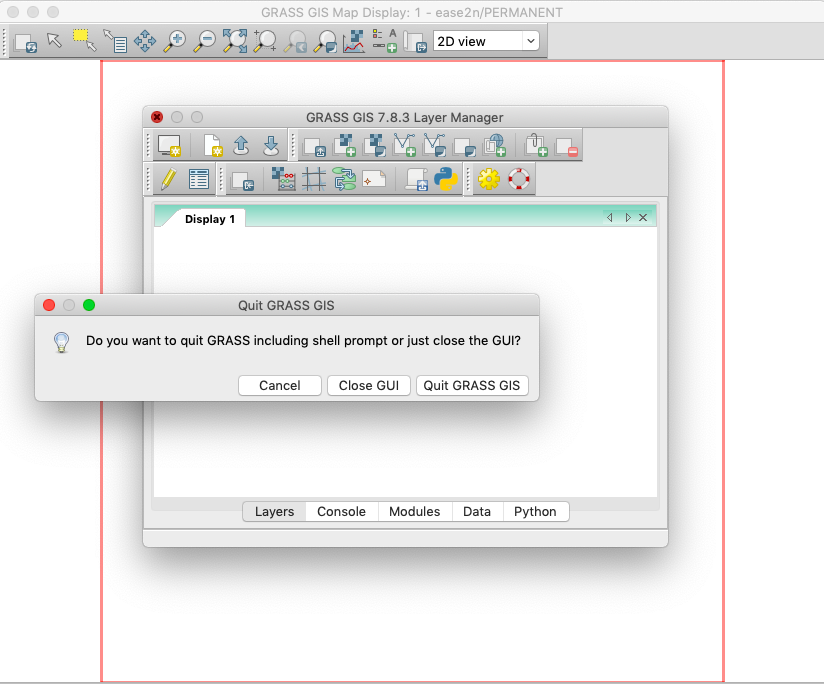 GRASS GIS Map Display: 1 - ease2n/PERMANENT
2D view
GRASS GIS 7.8.3 Layer Manager
Display 1
Quit GRASS GIS
Do you want to quit GRASS including shell prompt or just close the GUI?
Cancel
Close GUI
Quit GRASS GIS
Layers
Console
Modules
Data
Python